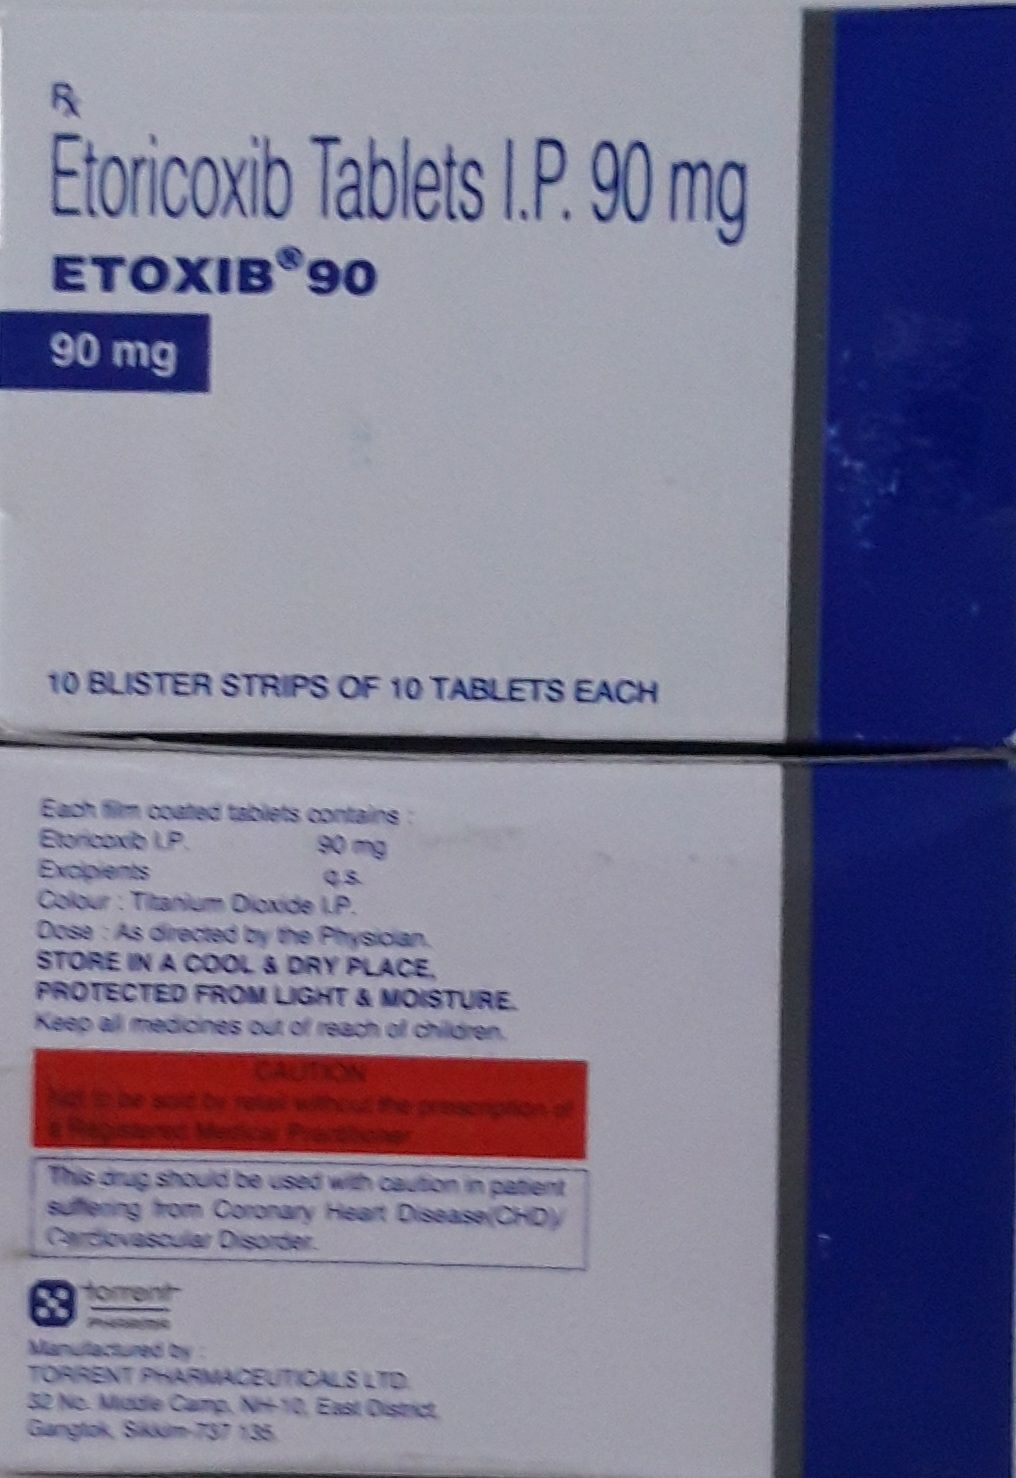 Rx
Etoricoxib Tablets I.P. 90 mg
ETOXIB®90
90 mg
10 BLISTER STRIPS OF 10 TABLETS EACH
Each film coated tablets contains :
Etoricoxib I.P. 90 mg
Excipients q.s.
Colour : Titanium Dioxide I.P.
Dose : As directed by the Physician.
STORE IN A COOL & DRY PLACE,
PROTECTED FROM LIGHT & MOISTURE.
Keep all medicines out of reach of children.
CAUTION
Not to be sold by retail without the prescription of
a Registered Medical Practitioner
This drug should be used with caution in patient
suffering from Coronary Heart Disease(CHD)/
Cardiovascular Disorder.
torrent
PHARMA
Manufactured by :
TORRENT PHARMACEUTICALS LTD.
32 No. Middle Camp, NH-10, East District,
Gangtok, Sikkim-737 135.